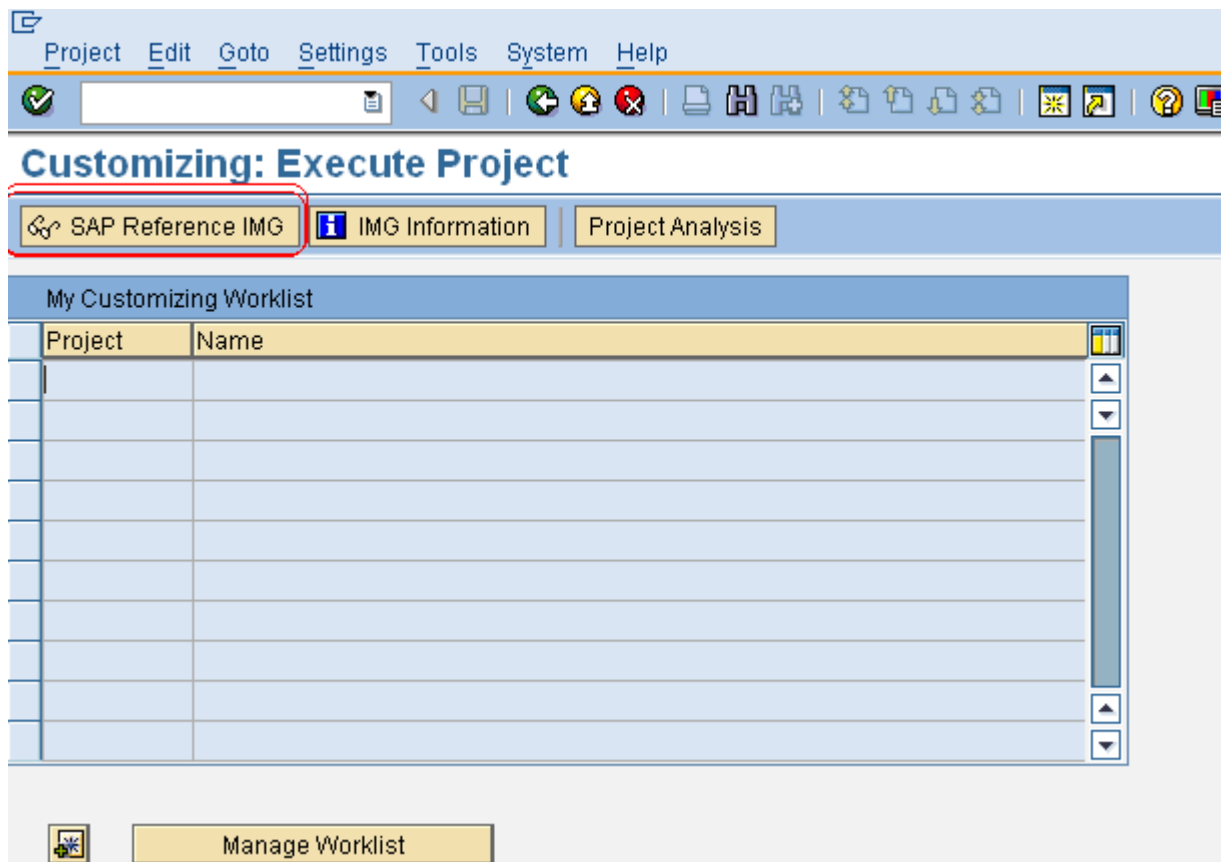 Project Edit Goto Settings Tools System Help
Customizing: Execute Project
SAP Reference IMG IMG Information Project Analysis
My Customizing Worklist
Project Name
Manage Worklist